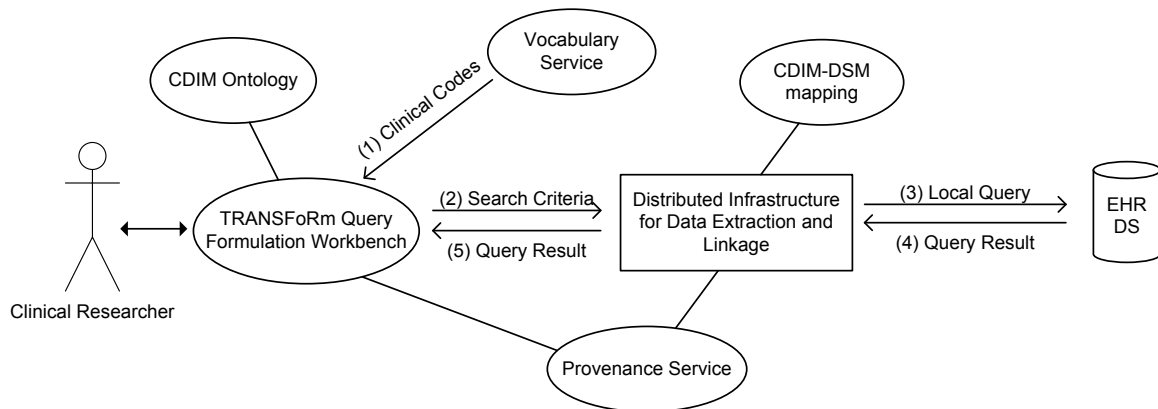 Vocabulary
Service
CDIM Ontology
CDIM-DSM
mapping
(1) Clinical Codes
TRANSFoRm Query
Formulation Workbench
(2) Search Criteria
(5) Query Result
Distributed Infrastructure
for Data Extraction and
Linkage
(3) Local Query
(4) Query Result
EHR
DS
Clinical Researcher
Provenance Service